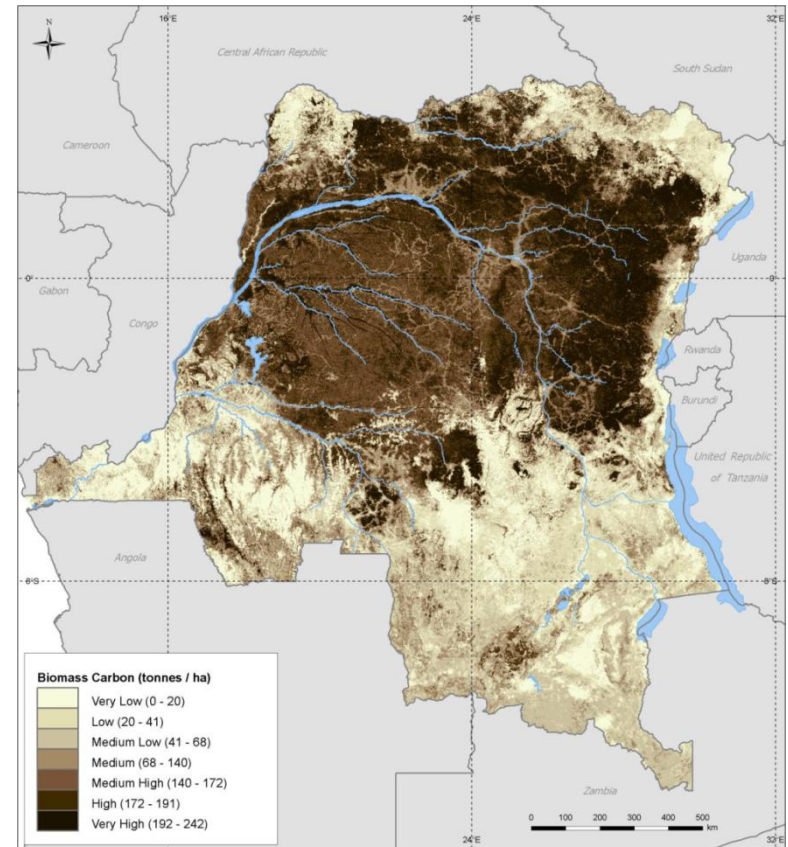 16°E
24°E
32°E
N
Central African Republic
South Sudan
Cameroon
Uganda
0°
0°
Gabon
Congo
Rwanda
Burundi
United Republic
of Tanzania
Angola
8°S
8°S
Biomass Carbon (tonnes / ha)
Very Low (0 - 20)
Low (20 - 41)
Medium Low (41 - 68)
Medium (68 - 140)
Medium High (140 - 172)
High (172 - 191)
Very High (192 - 242)
Zambia
0 100 200 300 400 500
km
24°E
32°E